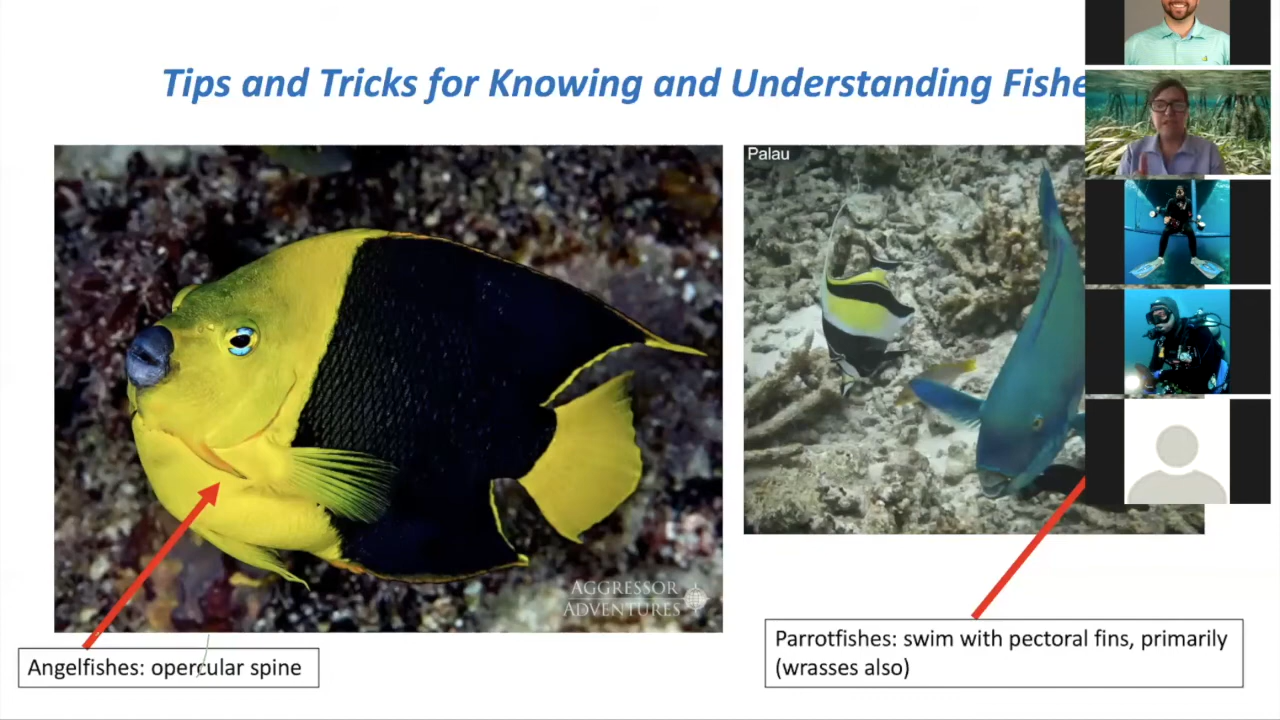 Tips and Tricks for Knowing and Understanding Fishe
Palau
AGGRESSOR
ADVENTURES
Angelfishes: opercular spine
Parrotfishes: swim with pectoral fins, primarily
(wrasses also)